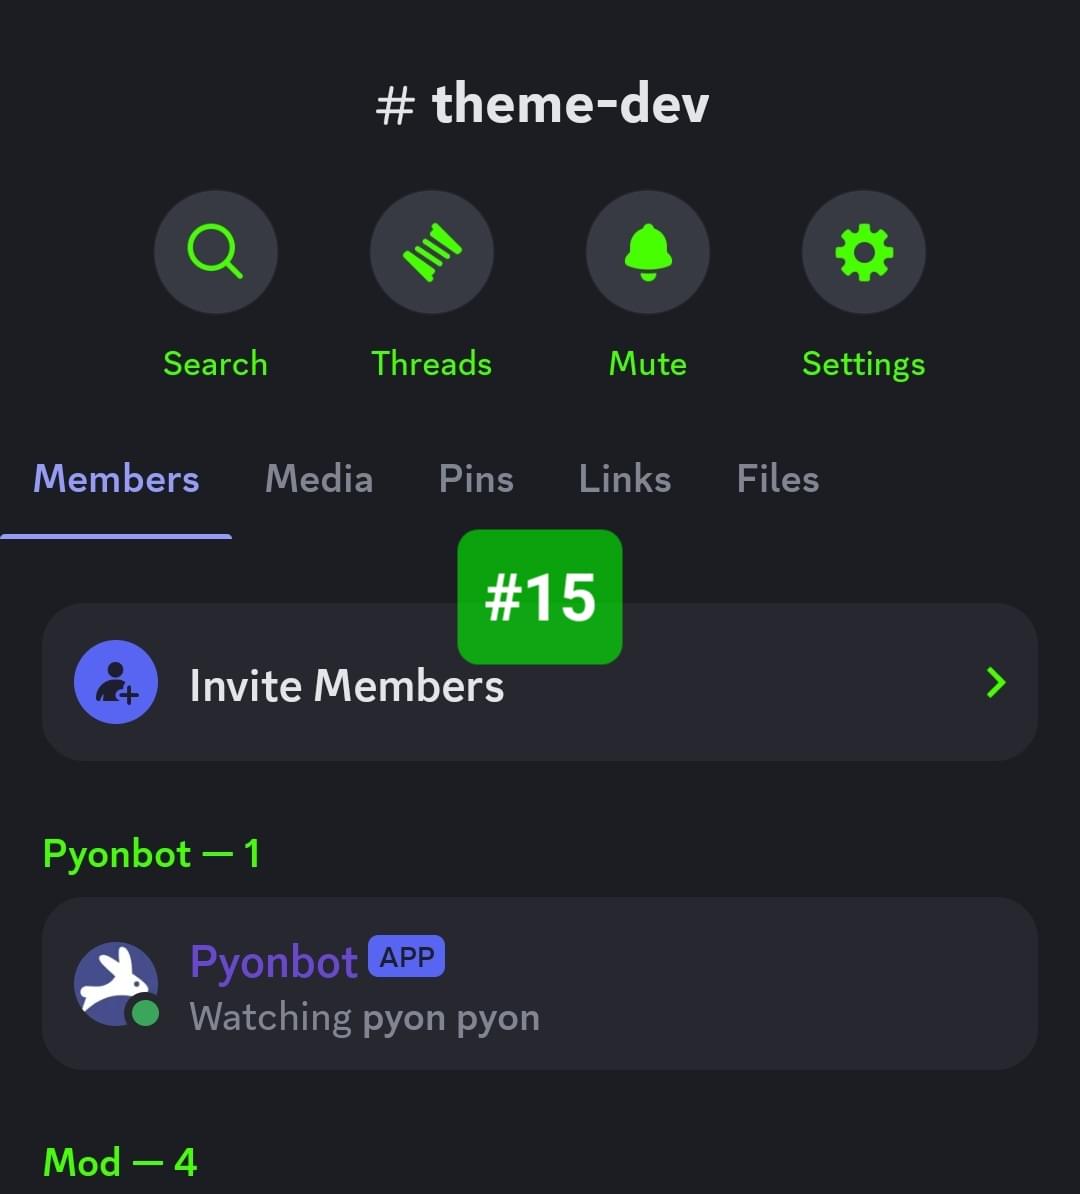 # theme-dev
Search Threads Mute Settings
Members Media Pins Links Files
#15
Invite Members
Pyonbot — 1
Pyonbot APP
Watching pyon pyon
Mod — 4